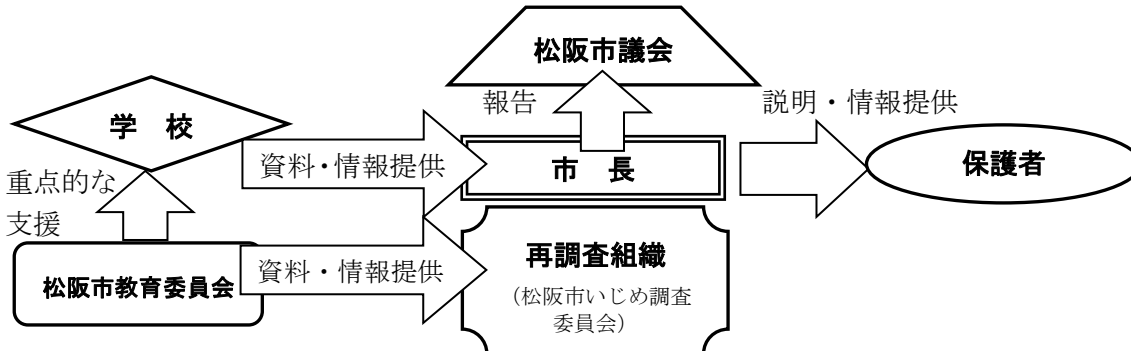 松阪市議会
報告
説明・情報提供
学 校
資料・情報提供
市 長
保護者
重点的な
支援
松阪市教育委員会
資料・情報提供
再調査組織
（松阪市いじめ調査
委員会）